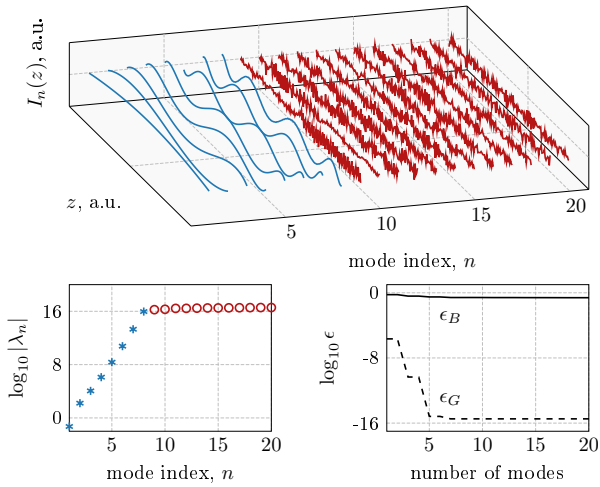 I_n(z), a.u.
z, a.u.
5
10
15
20
mode index, n
log_10 |λ_n|
16
8
0
5
10
15
20
mode index, n
log_10 ϵ
0
-8
-16
ϵ_B
ϵ_G
5
10
15
20
number of modes